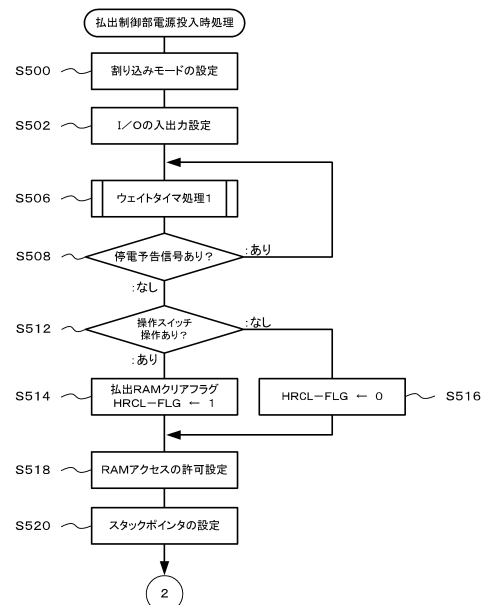 払出制御部電源投入時処理
S500
割り込みモードの設定
S502
I/Oの入出力設定
S506
ウェイトタイマ処理1
S508
停電予告信号あり?
:あり
:なし
S512
操作スイッチ
操作あり?
:なし
:あり
S514
払出RAMクリアフラグ
HRCL-FLG ← 1
HRCL-FLG ← 0
S516
S518
RAMアクセスの許可設定
S520
スタックポインタの設定
2